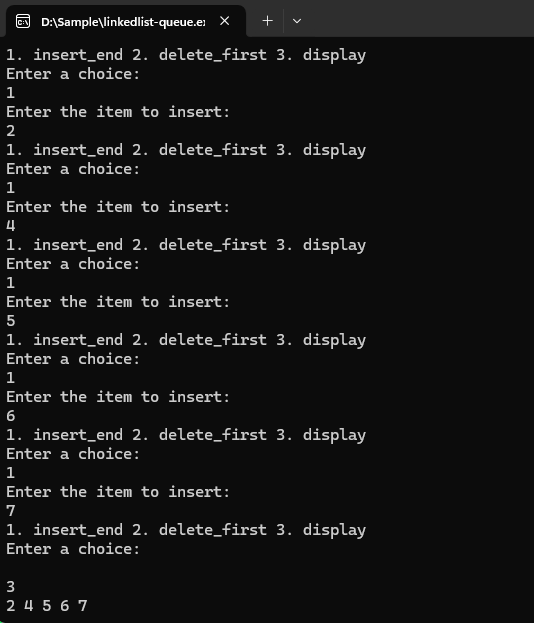 D:\Sample\linkedlist-queue.e:
1. insert_end 2. delete_first 3. display
Enter a choice:
1
Enter the item to insert:
2
1. insert_end 2. delete_first 3. display
Enter a choice:
1
Enter the item to insert:
4
1. insert_end 2. delete_first 3. display
Enter a choice:
1
Enter the item to insert:
5
1. insert_end 2. delete_first 3. display
Enter a choice:
1
Enter the item to insert:
6
1. insert_end 2. delete_first 3. display
Enter a choice:
1
Enter the item to insert:
7
1. insert_end 2. delete_first 3. display
Enter a choice:
3
2 4 5 6 7